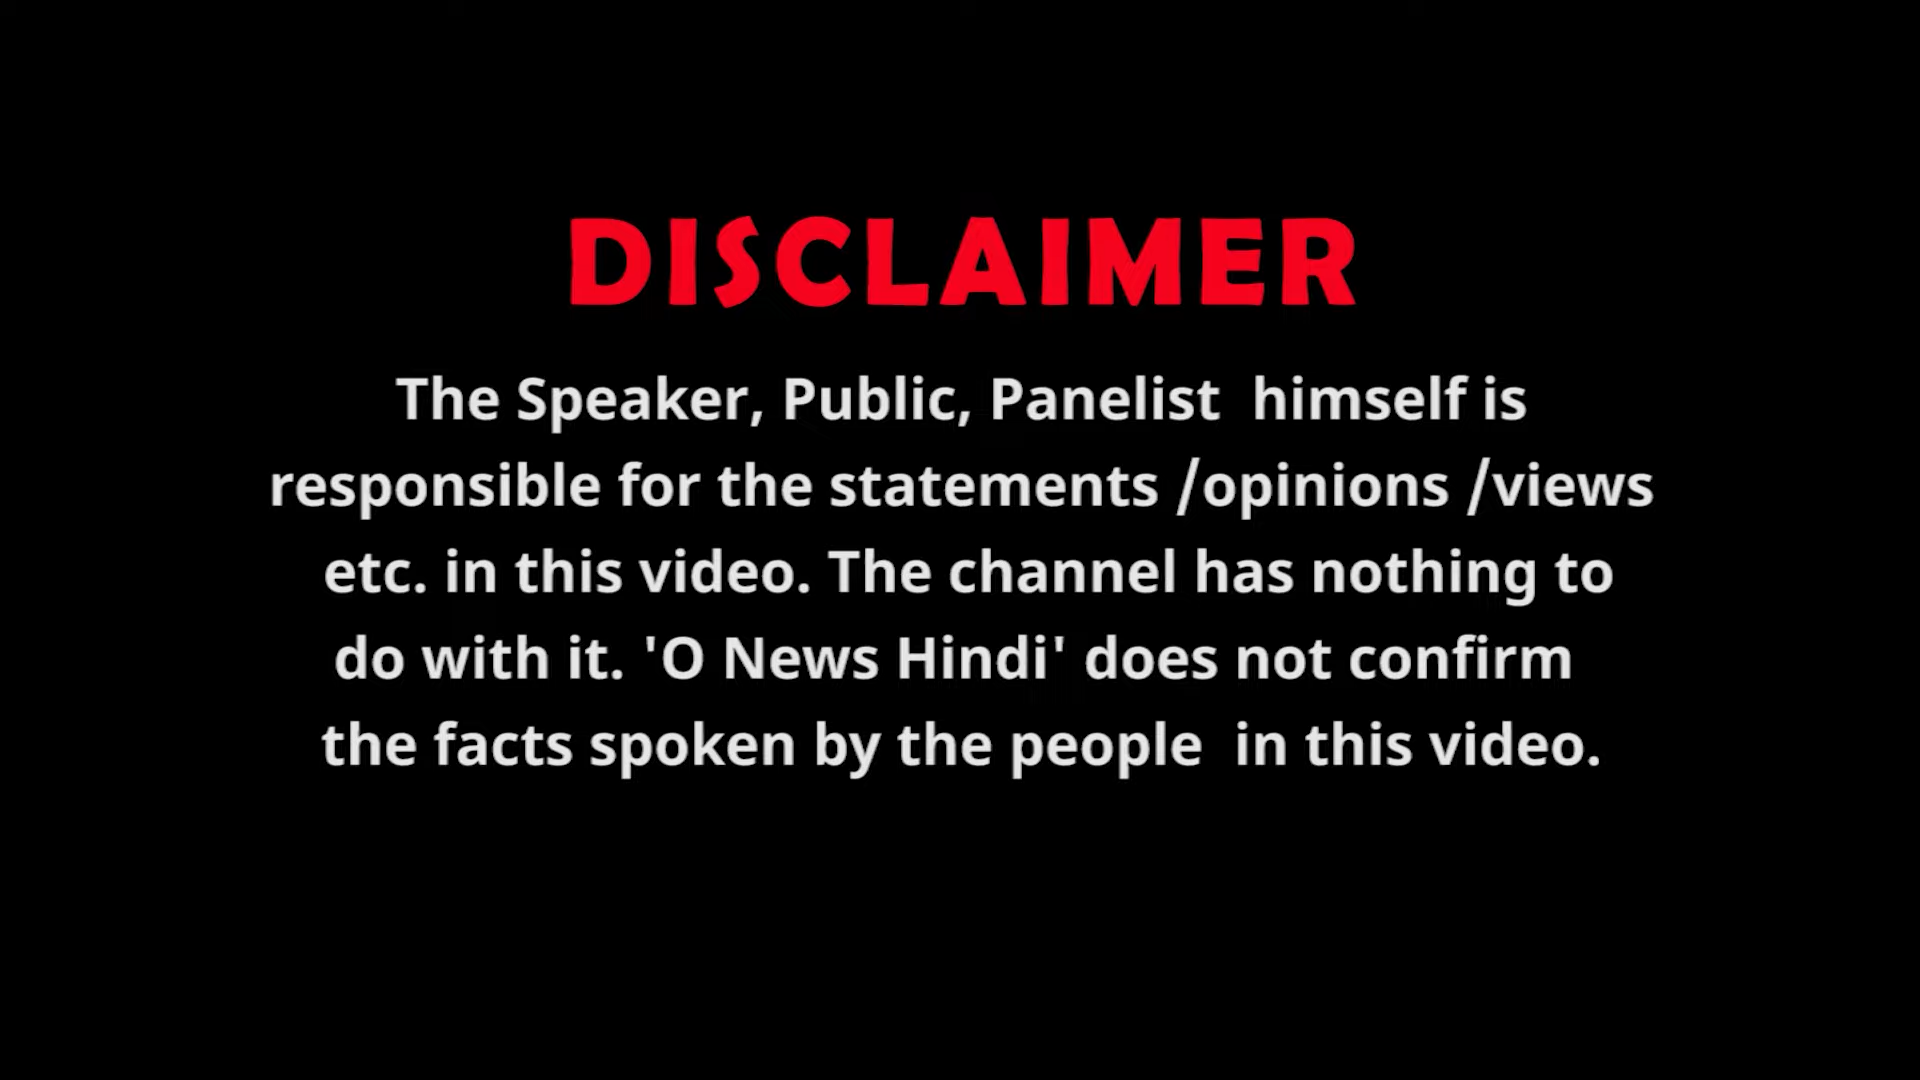 DISCLAIMER
The Speaker, Public, Panelist  himself is
responsible for the statements /opinions /views
etc. in this video. The channel has nothing to
do with it. 'O News Hindi' does not confirm
the facts spoken by the people  in this video.